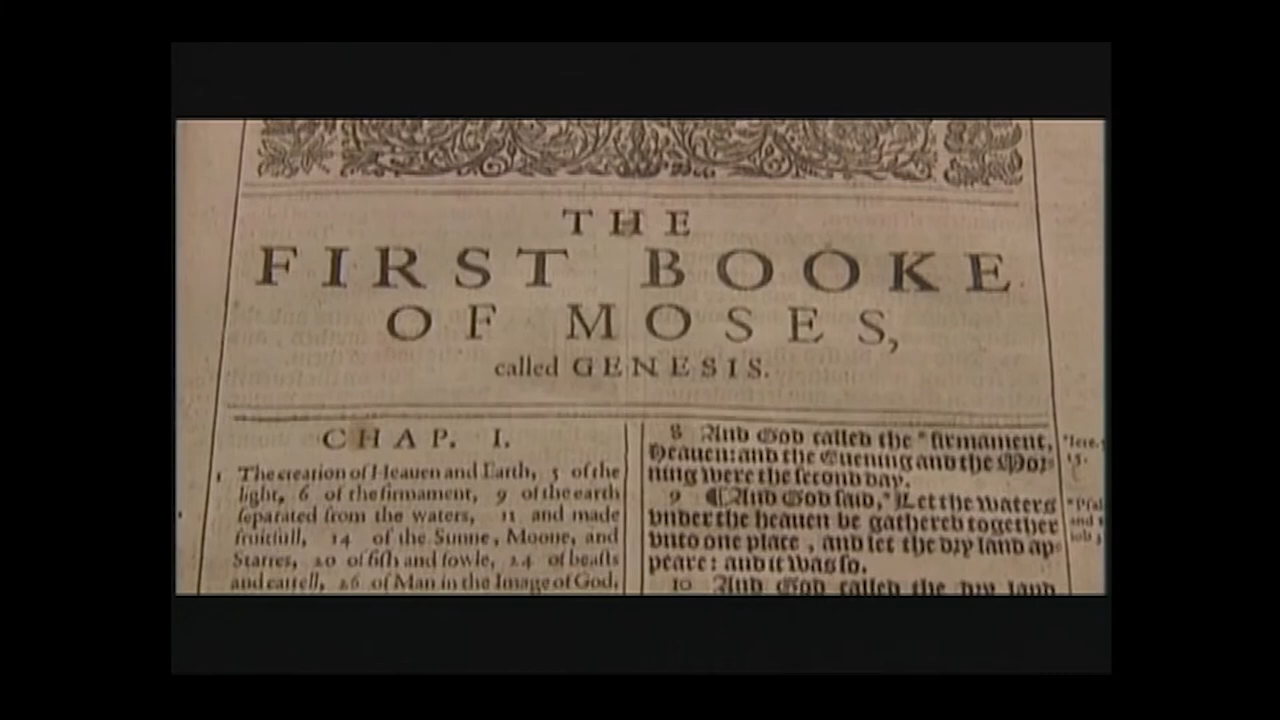 THE
FIRST BOOKE
OF MOSES,
called GENESIS.
CHAP. I.
1 The creation of Heauen and Earth, 3 of the
light, 6 of the firmament, 9 of the earth
separated from the waters, 11 and made
fruitfull, 14 of the Sunne, Moone, and
Starres, 20 of fish and fowle, 24 of beasts
and cattell, 26 of Man in the Image of God.
8 And God called the " firmament,
Heauen: and the Euening and the Mor-
ning were the second day.
9 ¶ And God said, " Let the waters
vnder the heauen be gathered together
vnto one place, and let the dry land ap-
peare: and it was so.
10 And God called the dry land